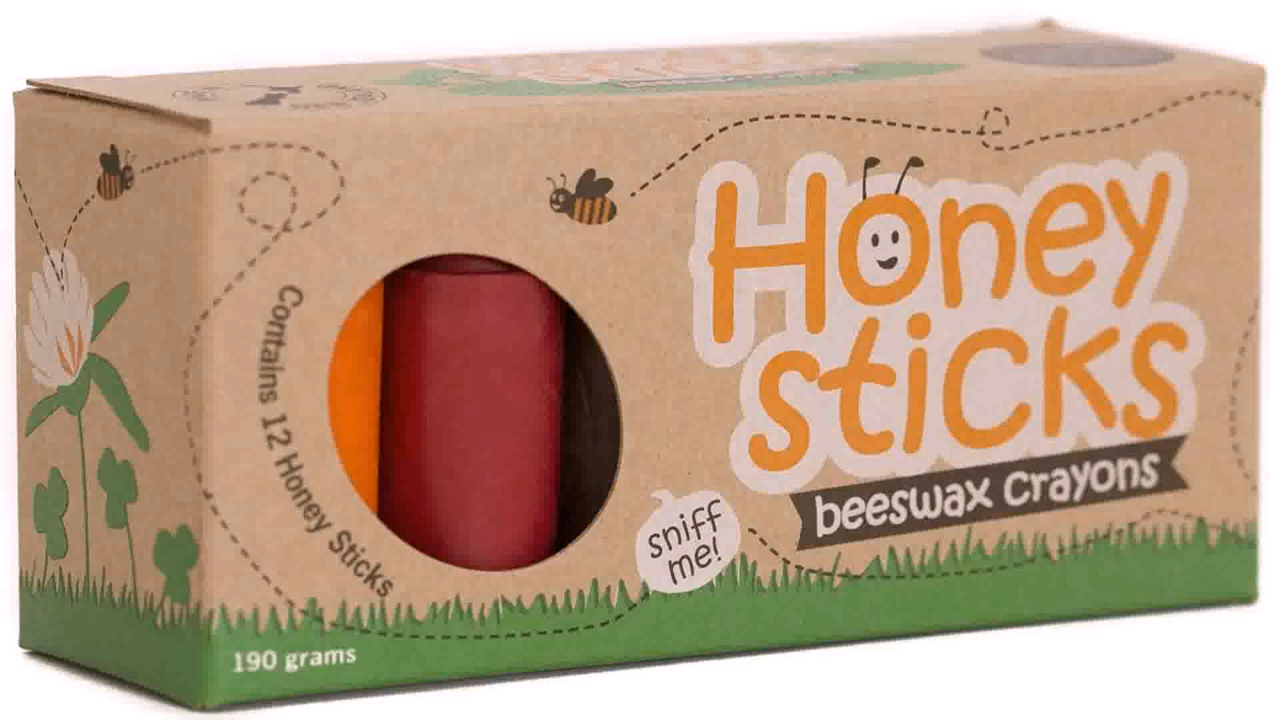 Honey
sticks
beeswax crayons
Contains 12 Honey Sticks
sniff
me!
190 grams